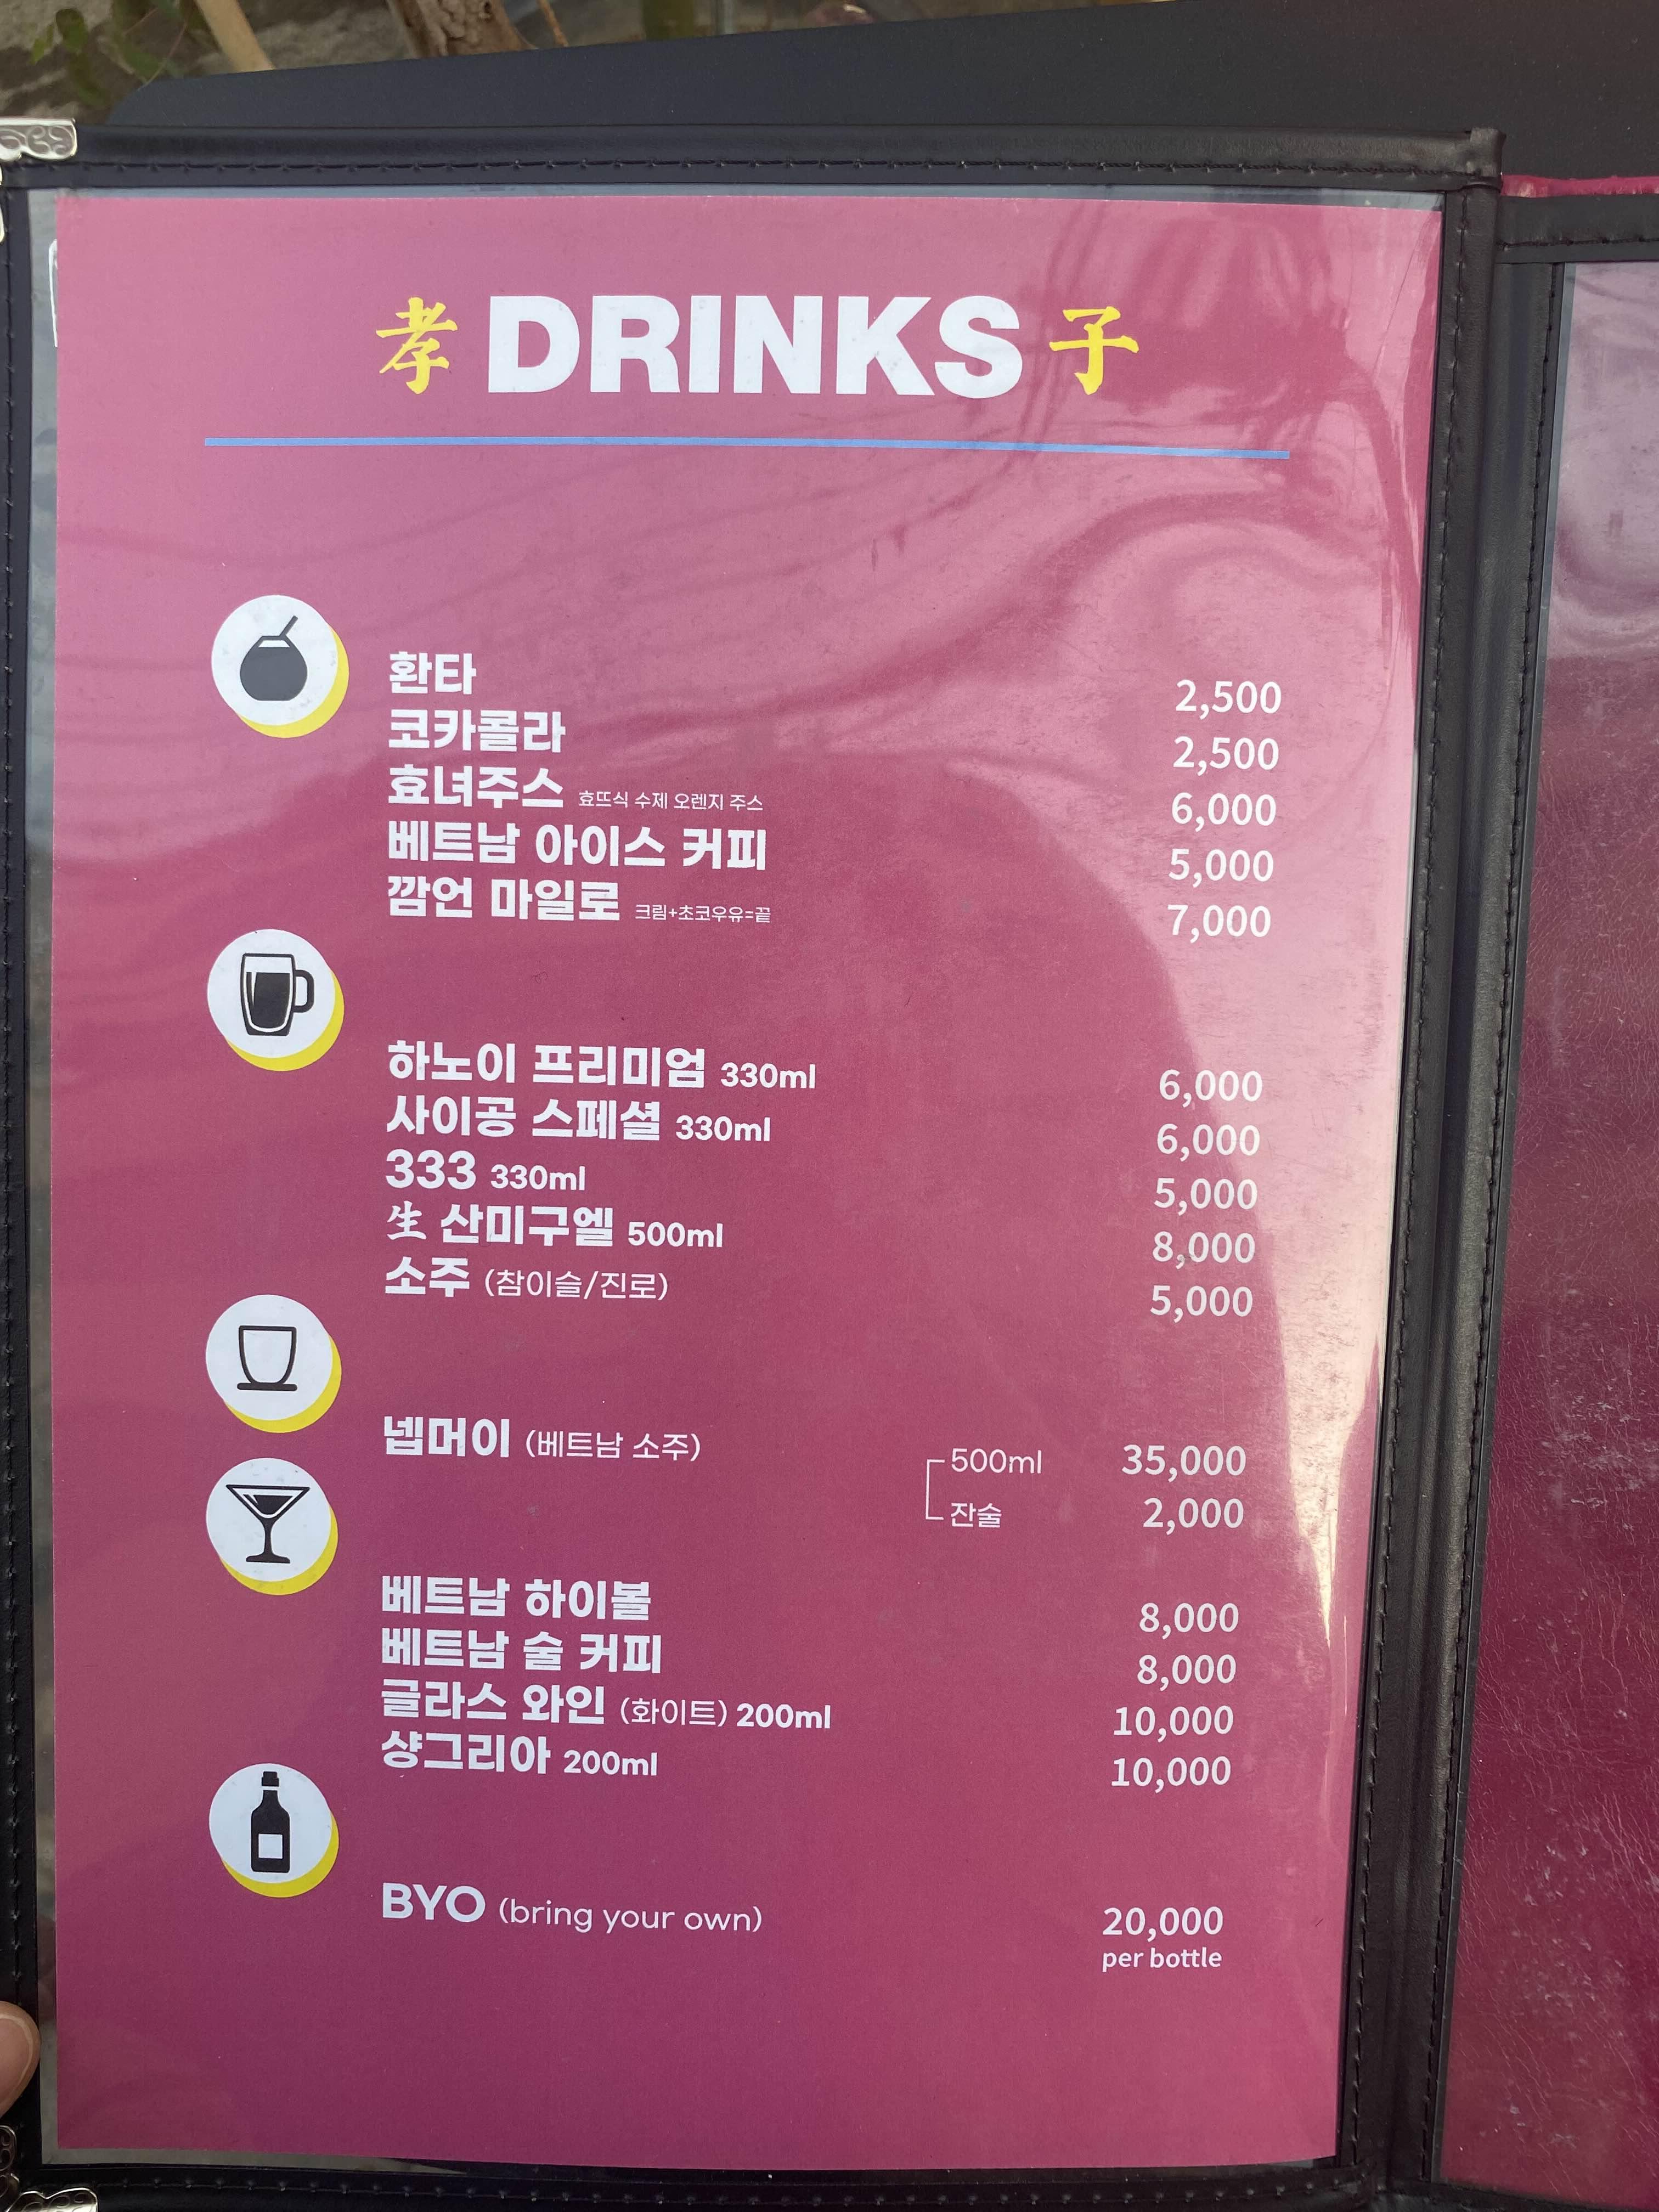 孝 DRINKS 子
환타 2,500
코카콜라 2,500
효녀주스 효뜨식 수제 오렌지 주스 6,000
베트남 아이스 커피 5,000
깜언 마일로 크림+초코우유=끝 7,000
하노이 프리미엄 330ml 6,000
사이공 스페셜 330ml 6,000
333 330ml 5,000
生 산미구엘 500ml 8,000
소주 (참이슬/진로) 5,000
넵머이 (베트남 소주) 500ml 35,000
잔술 2,000
베트남 하이볼 8,000
베트남 술 커피 8,000
글라스 와인 (화이트) 200ml 10,000
샹그리아 200ml 10,000
BYO (bring your own) 20,000
per bottle